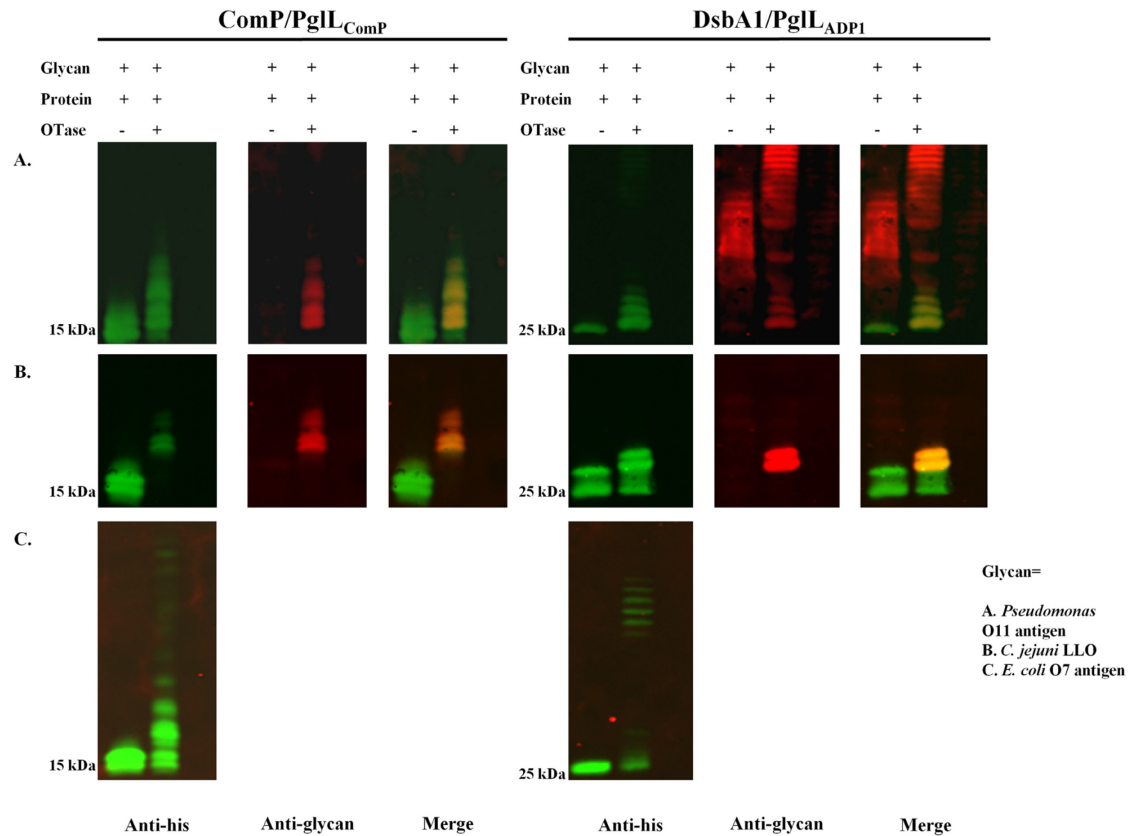 ComP/PglLComP DsbA1/PglLADP1
Glycan + + + + + + Glycan + + + + + +
Protein + + + + + + Protein + + + + + +
OTase - + - + - + OTase - + - + - +
A.
15 kDa 25 kDa
B.
15 kDa 25 kDa
C.
Glycan=
A. Pseudomonas
O11 antigen
B. C. jejuni LLO
C. E. coli O7 antigen
15 kDa 25 kDa
Anti-his Anti-glycan Merge Anti-his Anti-glycan Merge